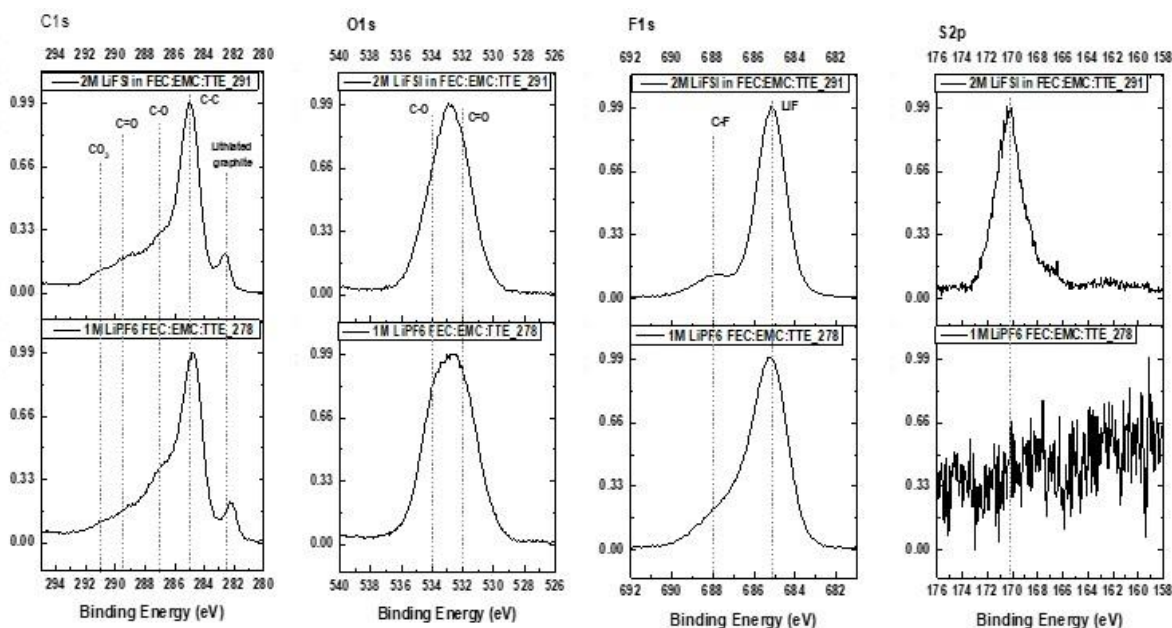 C1s
O1s
F1s
S2p
294 292 290 288 286 284 282 280
540 538 536 534 532 530 528 526
692 690 688 686 684 682
176 174 172 170 168 166 164 162 160 158
2M LiFSI in FEC:EMC:TTE_291
2M LiFSI in FEC:EMC:TTE_291
2M LiFSI in FEC:EMC:TTE_291
2M LiFSI in FEC:EMC:TTE_291
0.99
0.66
0.33
0.00
CO3
C=O
C-O
C-C
Lithiated
graphite
0.99
0.66
0.33
0.00
C-O
C=O
0.99
0.66
0.33
0.00
C-F
LiF
0.99
0.66
0.33
0.00
1M LiPF6 FEC:EMC:TTE_278
1M LiPF6 FEC:EMC:TTE_278
1M LiPF6 FEC:EMC:TTE_278
1M LiPF6 FEC:EMC:TTE_278
0.99
0.66
0.33
0.00
0.99
0.66
0.33
0.00
0.99
0.66
0.33
0.00
0.99
0.66
0.33
0.00
294 292 290 288 286 284 282 280
540 538 536 534 532 530 528 526
692 690 688 686 684 682
176 174 172 170 168 166 164 162 160 158
Binding Energy (eV)
Binding Energy (eV)
Binding Energy (eV)
Binding Energy (eV)